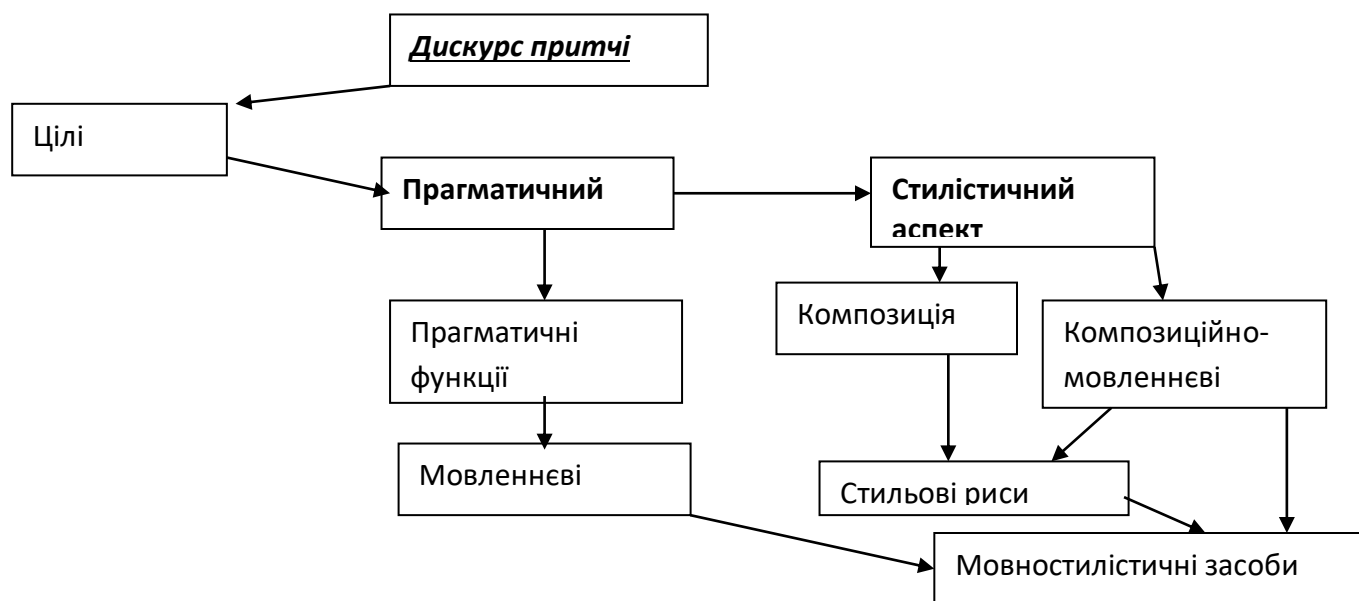 Дискурс притчі
Цілі
Прагматичний
Стилістичний
аспект
Прагматичні
функції
Композиція
Композиційно-
мовленнєві
Мовленнєві
Стильові риси
Мовностилістичні засоби